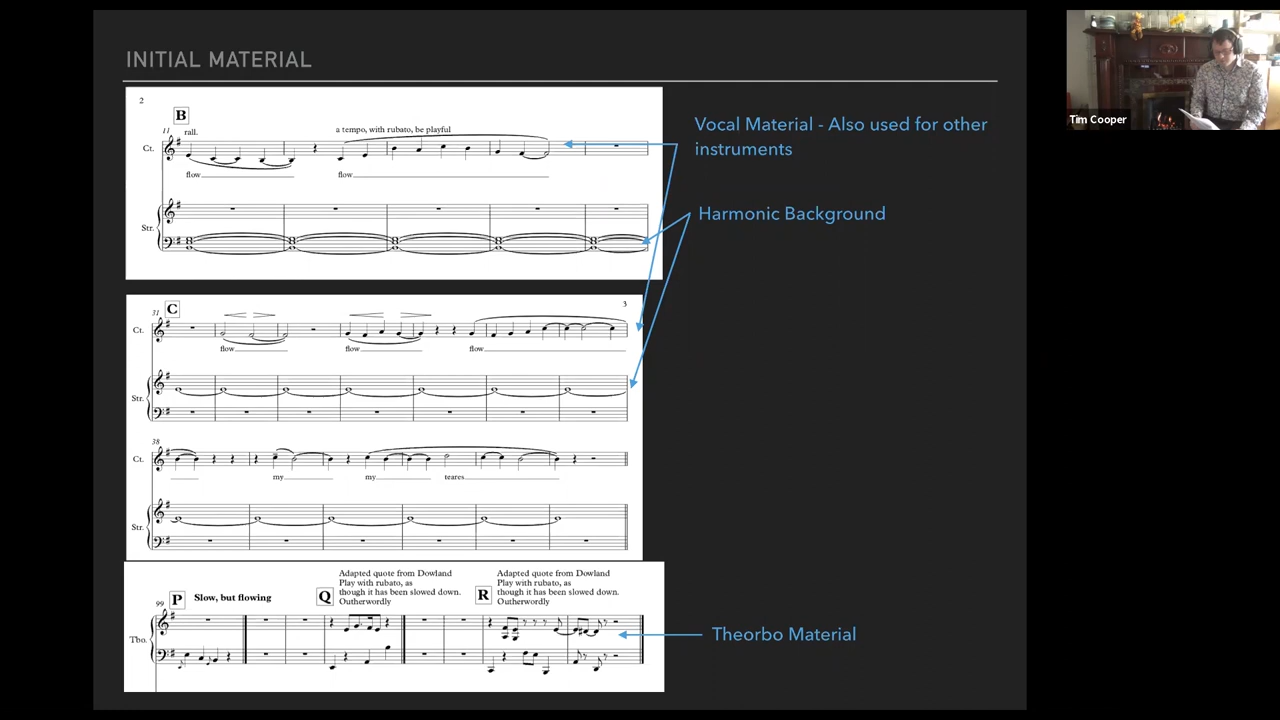 INITIAL MATERIAL
2
B
11
rall.
a tempo, with rubato, be playful
Ct.
flow
flow
Str.
Vocal Material - Also used for other
instruments
Harmonic Background
3
31
C
Ct.
flow
flow
flow
Str.
38
Ct.
my
my
teares
Str.
99
P
Slow, but flowing
Q
Adapted quote from Dowland
Play with rubato, as
though it has been slowed down.
Outherwordly
R
Adapted quote from Dowland
Play with rubato, as
though it has been slowed down.
Outherwordly
Tbo.
Theorbo Material
Tim Cooper